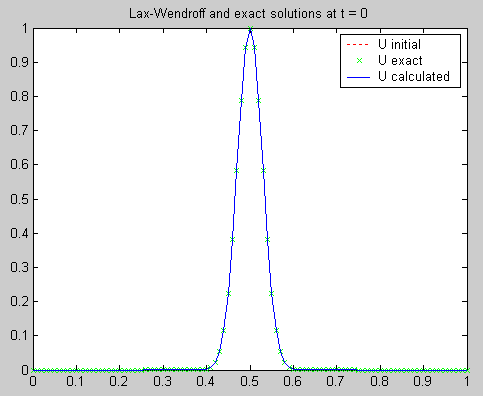 Lax-Wendroff and exact solutions at t = 0
U initial
U exact
U calculated
1
0.9
0.8
0.7
0.6
0.5
0.4
0.3
0.2
0.1
0
0 0.1 0.2 0.3 0.4 0.5 0.6 0.7 0.8 0.9 1